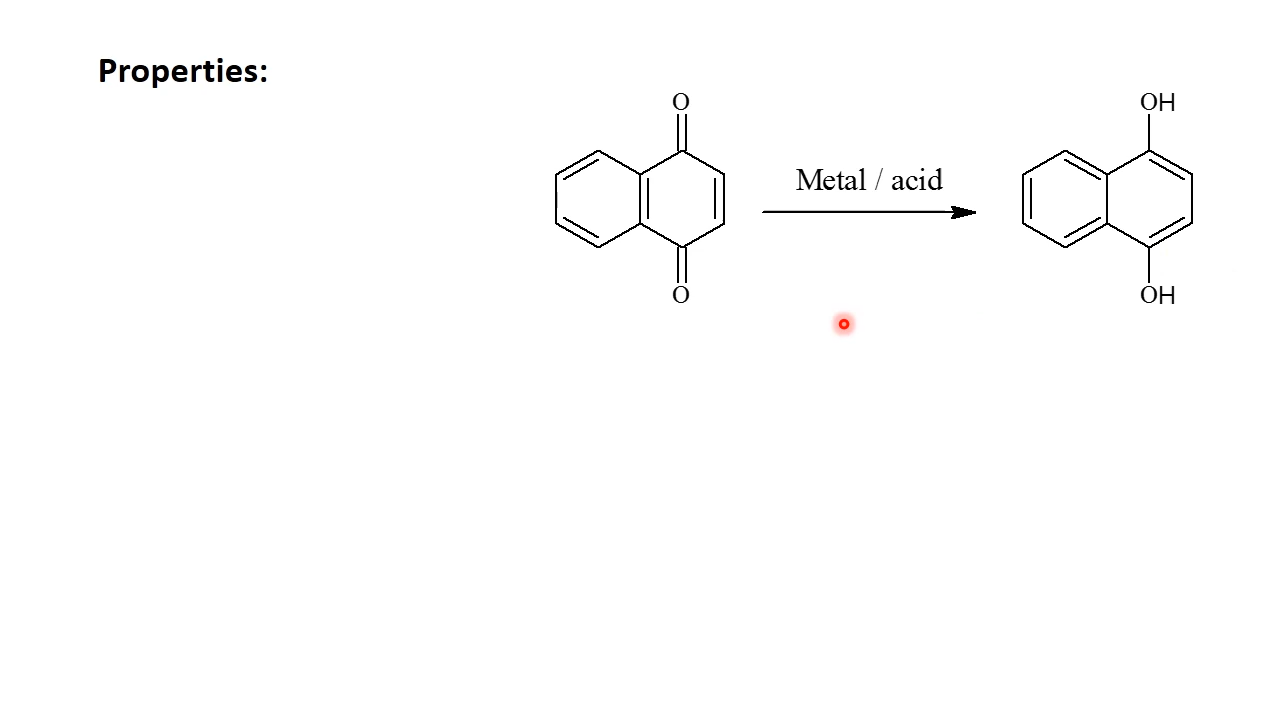 Properties:
O
OH
Metal / acid
O
OH